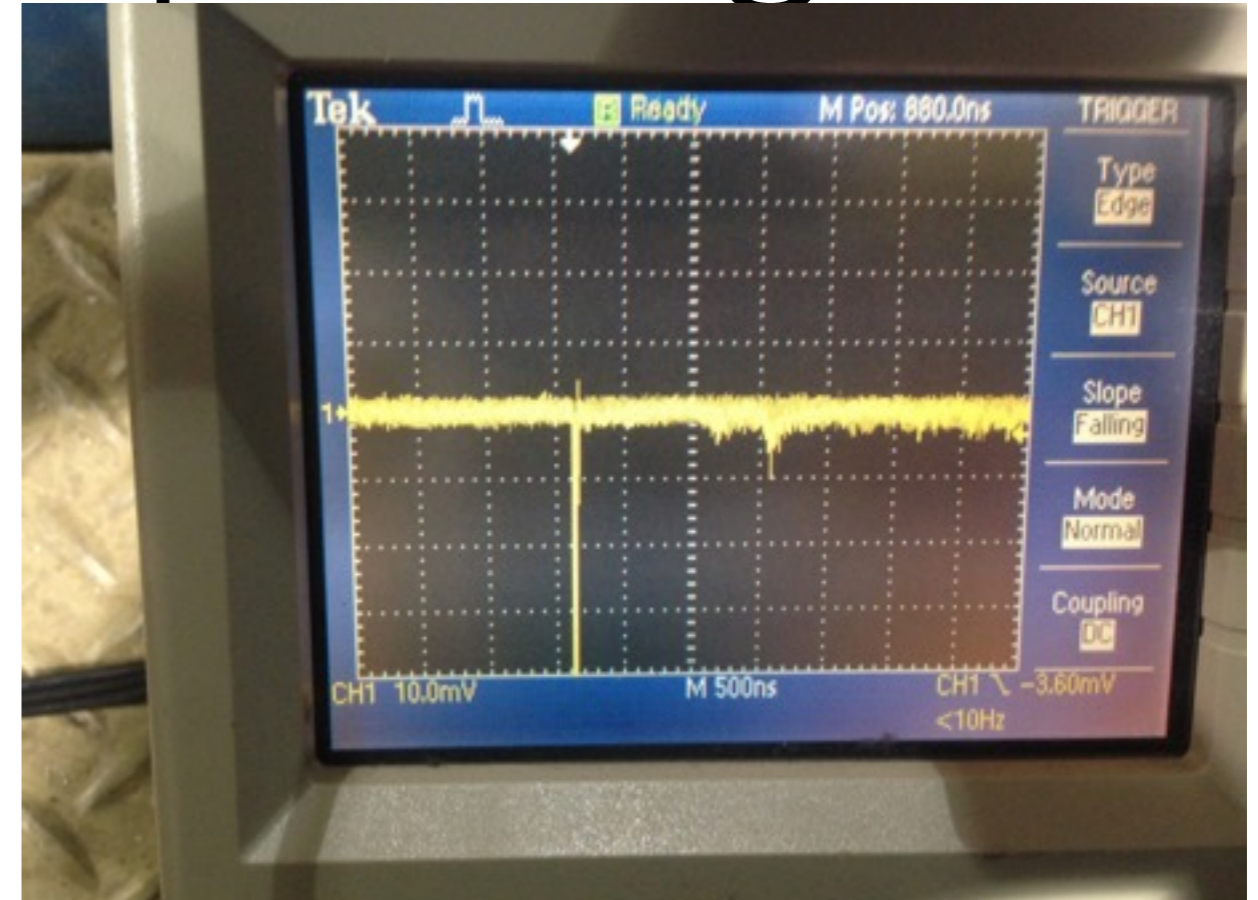 Tek R Ready M Pos: 880.0ns TRIGGER
Type
Edge
Source
CH1
Slope
Falling
Mode
Normal
Coupling
DC
1
CH1 10.0mV M 500ns CH1 -3.60mV
<10Hz